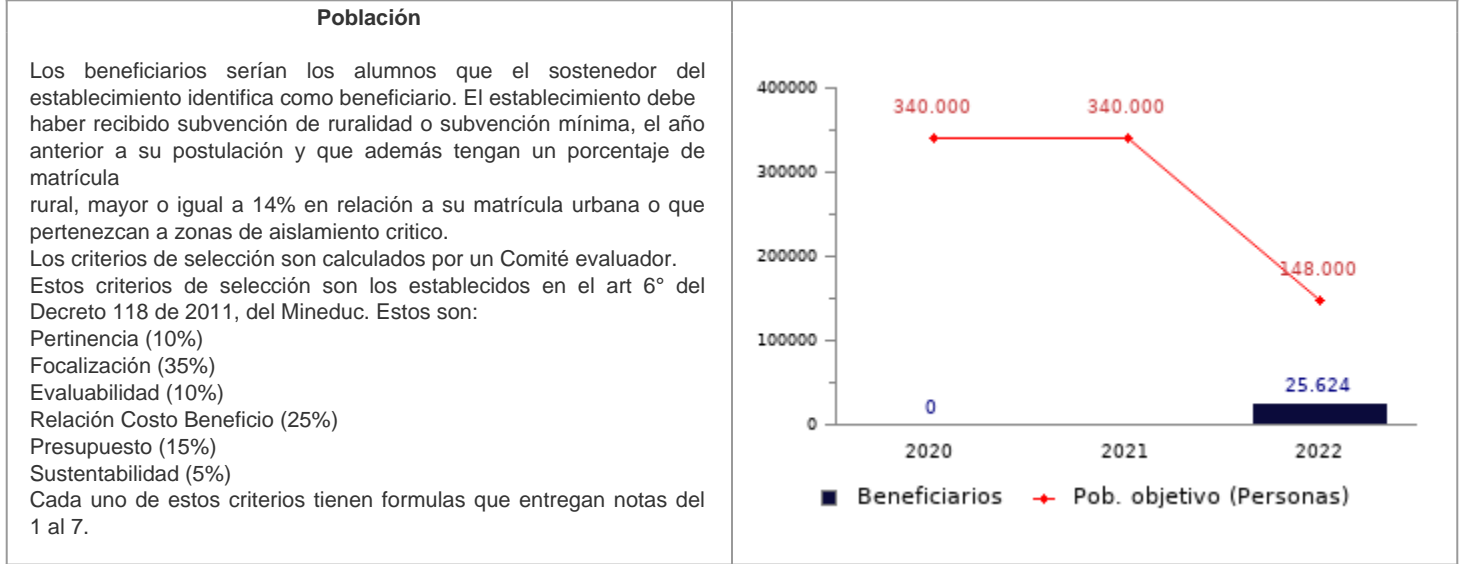 Población
Los beneficiarios serían los alumnos que el sostenedor del
establecimiento identifica como beneficiario. El establecimiento debe
haber recibido subvención de ruralidad o subvención mínima, el año
anterior a su postulación y que además tengan un porcentaje de
matrícula
rural, mayor o igual a 14% en relación a su matrícula urbana o que
pertenezcan a zonas de aislamiento critico.
Los criterios de selección son calculados por un Comité evaluador.
Estos criterios de selección son los establecidos en el art 6° del
Decreto 118 de 2011, del Mineduc. Estos son:
Pertinencia (10%)
Focalización (35%)
Evaluabilidad (10%)
Relación Costo Beneficio (25%)
Presupuesto (15%)
Sustentabilidad (5%)
Cada uno de estos criterios tienen formulas que entregan notas del
1 al 7.
400000
340.000 340.000
300000
200000
148.000
100000
25.624
0
0
2020 2021 2022
Beneficiarios Pob. objetivo (Personas)